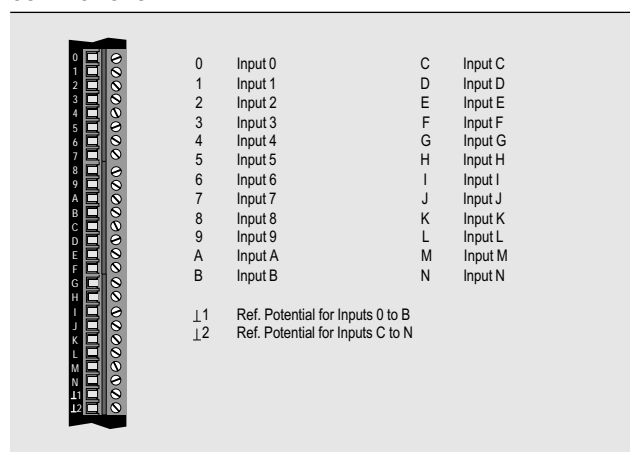 0
1
2
3
4
5
6
7
8
9
A
B
C
D
E
F
G
H
I
J
K
L
M
N
⊥1
⊥2
0 Input 0 C Input C
1 Input 1 D Input D
2 Input 2 E Input E
3 Input 3 F Input F
4 Input 4 G Input G
5 Input 5 H Input H
6 Input 6 I Input I
7 Input 7 J Input J
8 Input 8 K Input K
9 Input 9 L Input L
A Input A M Input M
B Input B N Input N
⊥1 Ref. Potential for Inputs 0 to B
⊥2 Ref. Potential for Inputs C to N